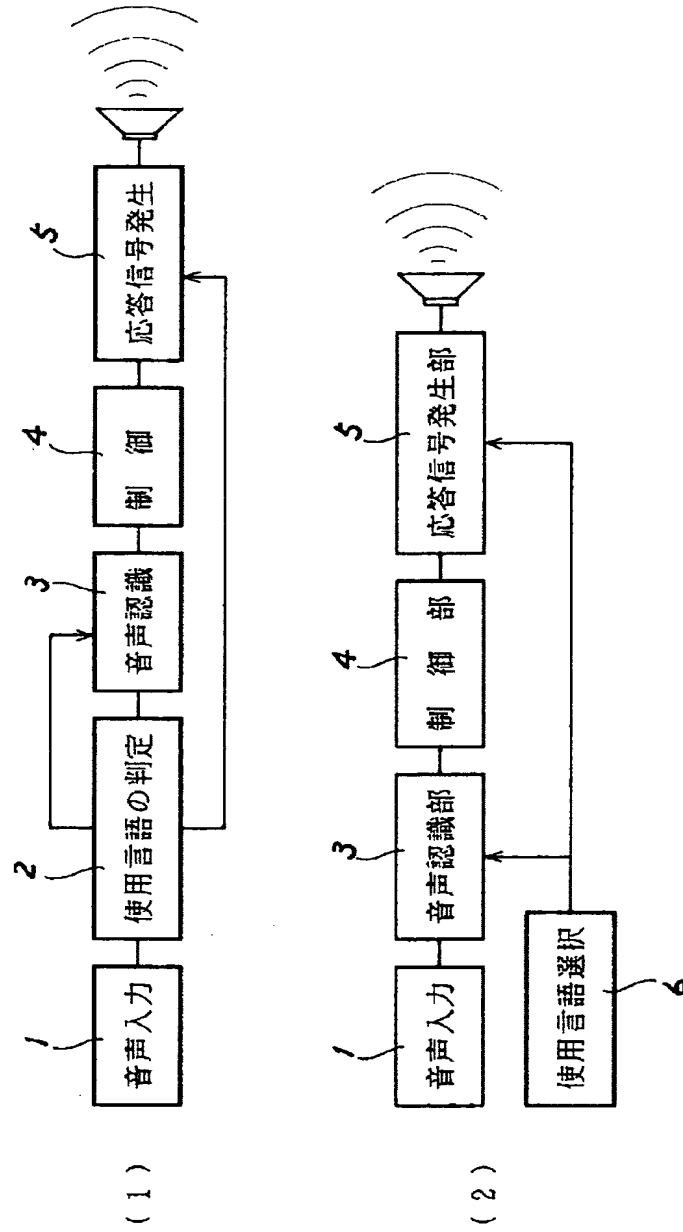 (1)
1
音声入力
2
使用言語の判定
3
音声認識
4
制御
5
応答信号発生
(2)
1
音声入力
3
音声認識部
4
制御部
5
応答信号発生部
6
使用言語選択